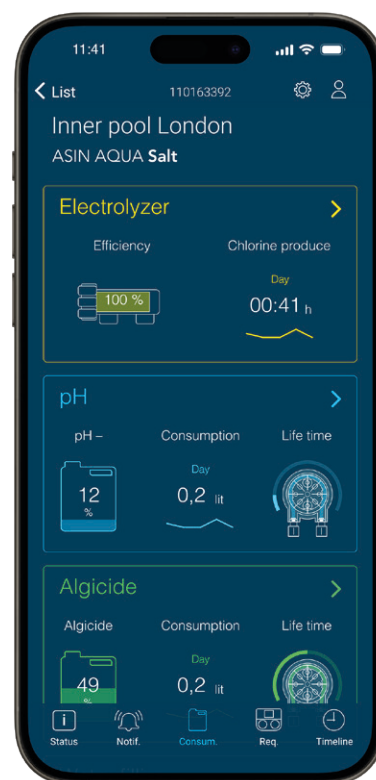 11:41
List 110163392
Inner pool London
ASIN AQUA Salt
Electrolyzer
Efficiency Chlorine produce
Day
100 %
00:41 h
pH
pH – Consumption Life time
Day
12 0,2 lit
%
Algicide
Algicide Consumption Life time
Day
49 0,2 lit
%
Status Notif. Consum. Req. Timeline